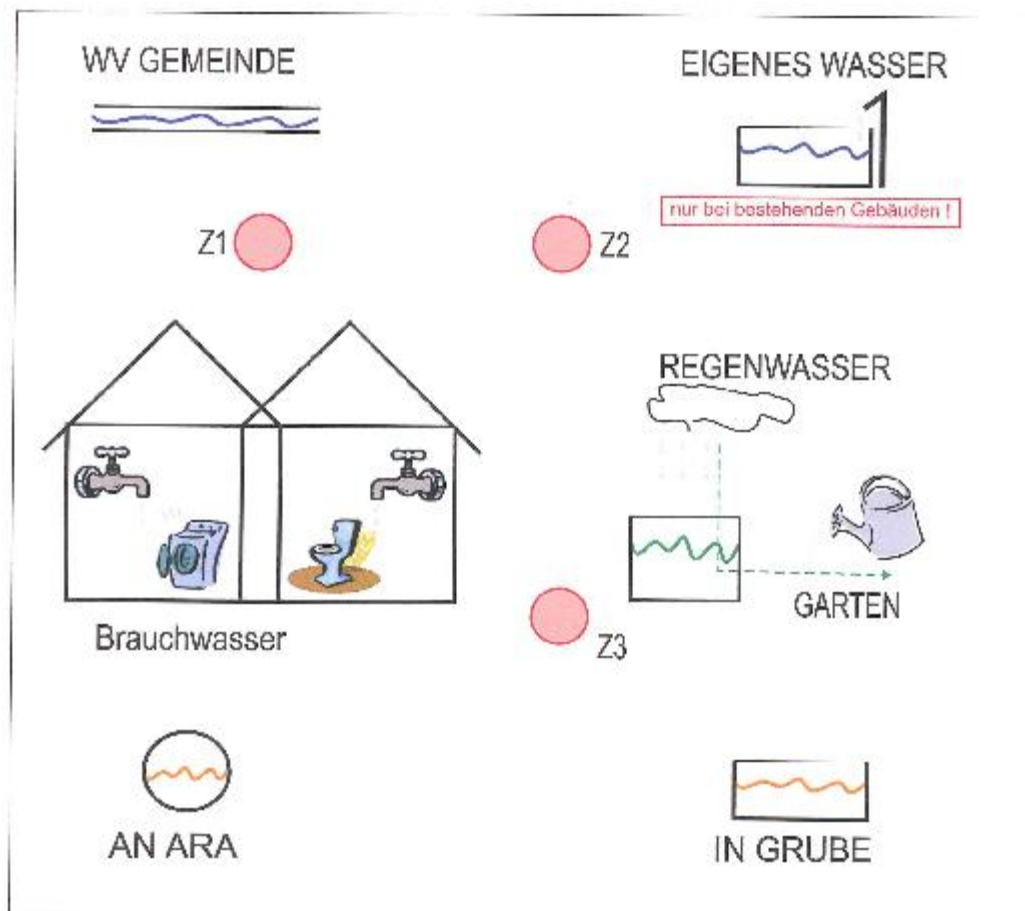 WV GEMEINDE
EIGENES WASSER
nur bei bestehenden Gebäuden !
Z1
Z2
REGENWASSER
GARTEN
Brauchwasser
Z3
AN ARA
IN GRUBE